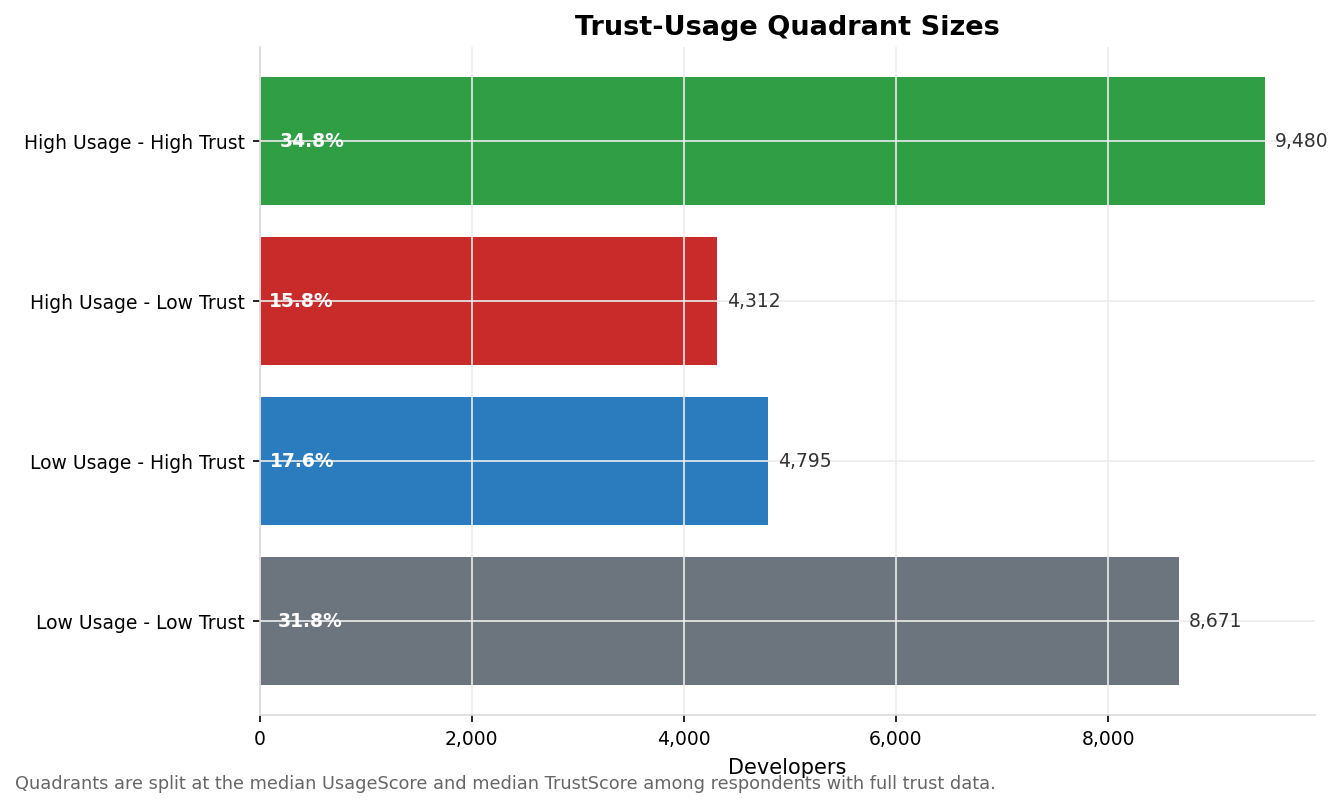 Trust-Usage Quadrant Sizes
High Usage - High Trust
34.8%
9,480
High Usage - Low Trust
15.8%
4,312
Low Usage - High Trust
17.6%
4,795
Low Usage - Low Trust
31.8%
8,671
0 2,000 4,000 6,000 8,000
Developers
Quadrants are split at the median UsageScore and median TrustScore among respondents with full trust data.